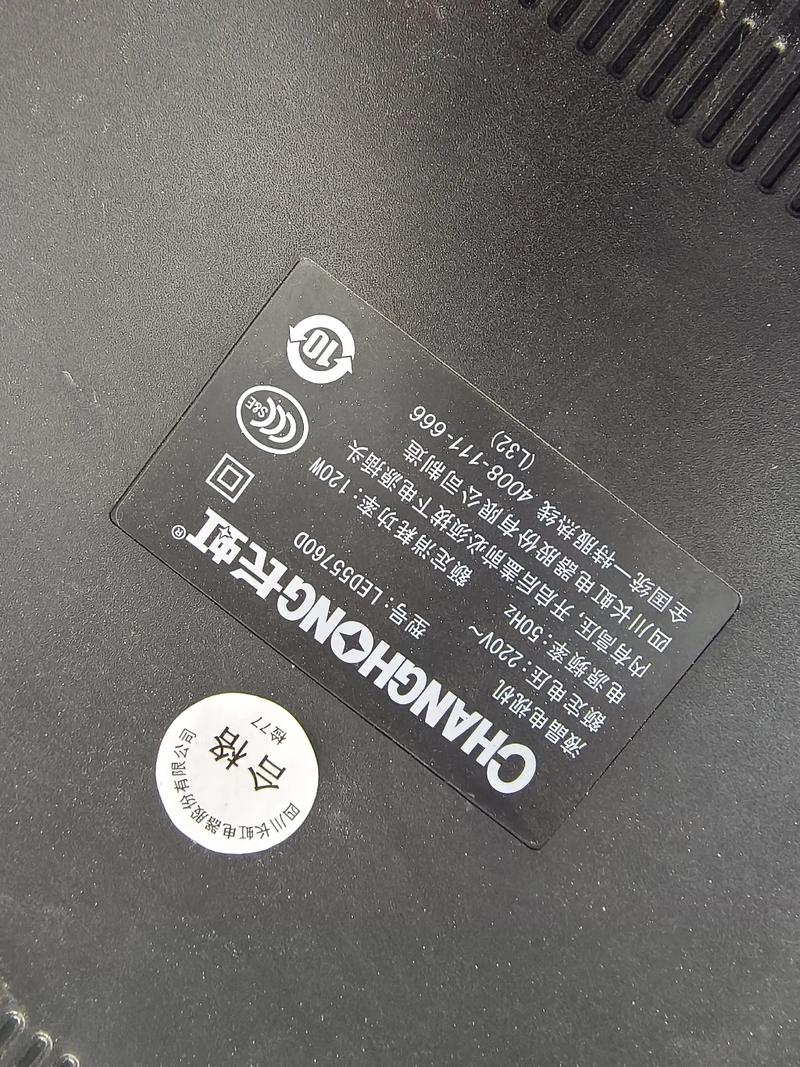 CHANGHONG长虹®
液晶电视机 型号：LED55760D
额定电压：220V～ 额定消耗功率：120W
电源频率：50Hz
内有高压，开启后盖前必须拔下电源插头
四川长虹电器股份有限公司制造
全国统一特服热线 4008-111-666
(L32)
CCC S&E
10
四川长虹电器股份有限公司
合格
检77